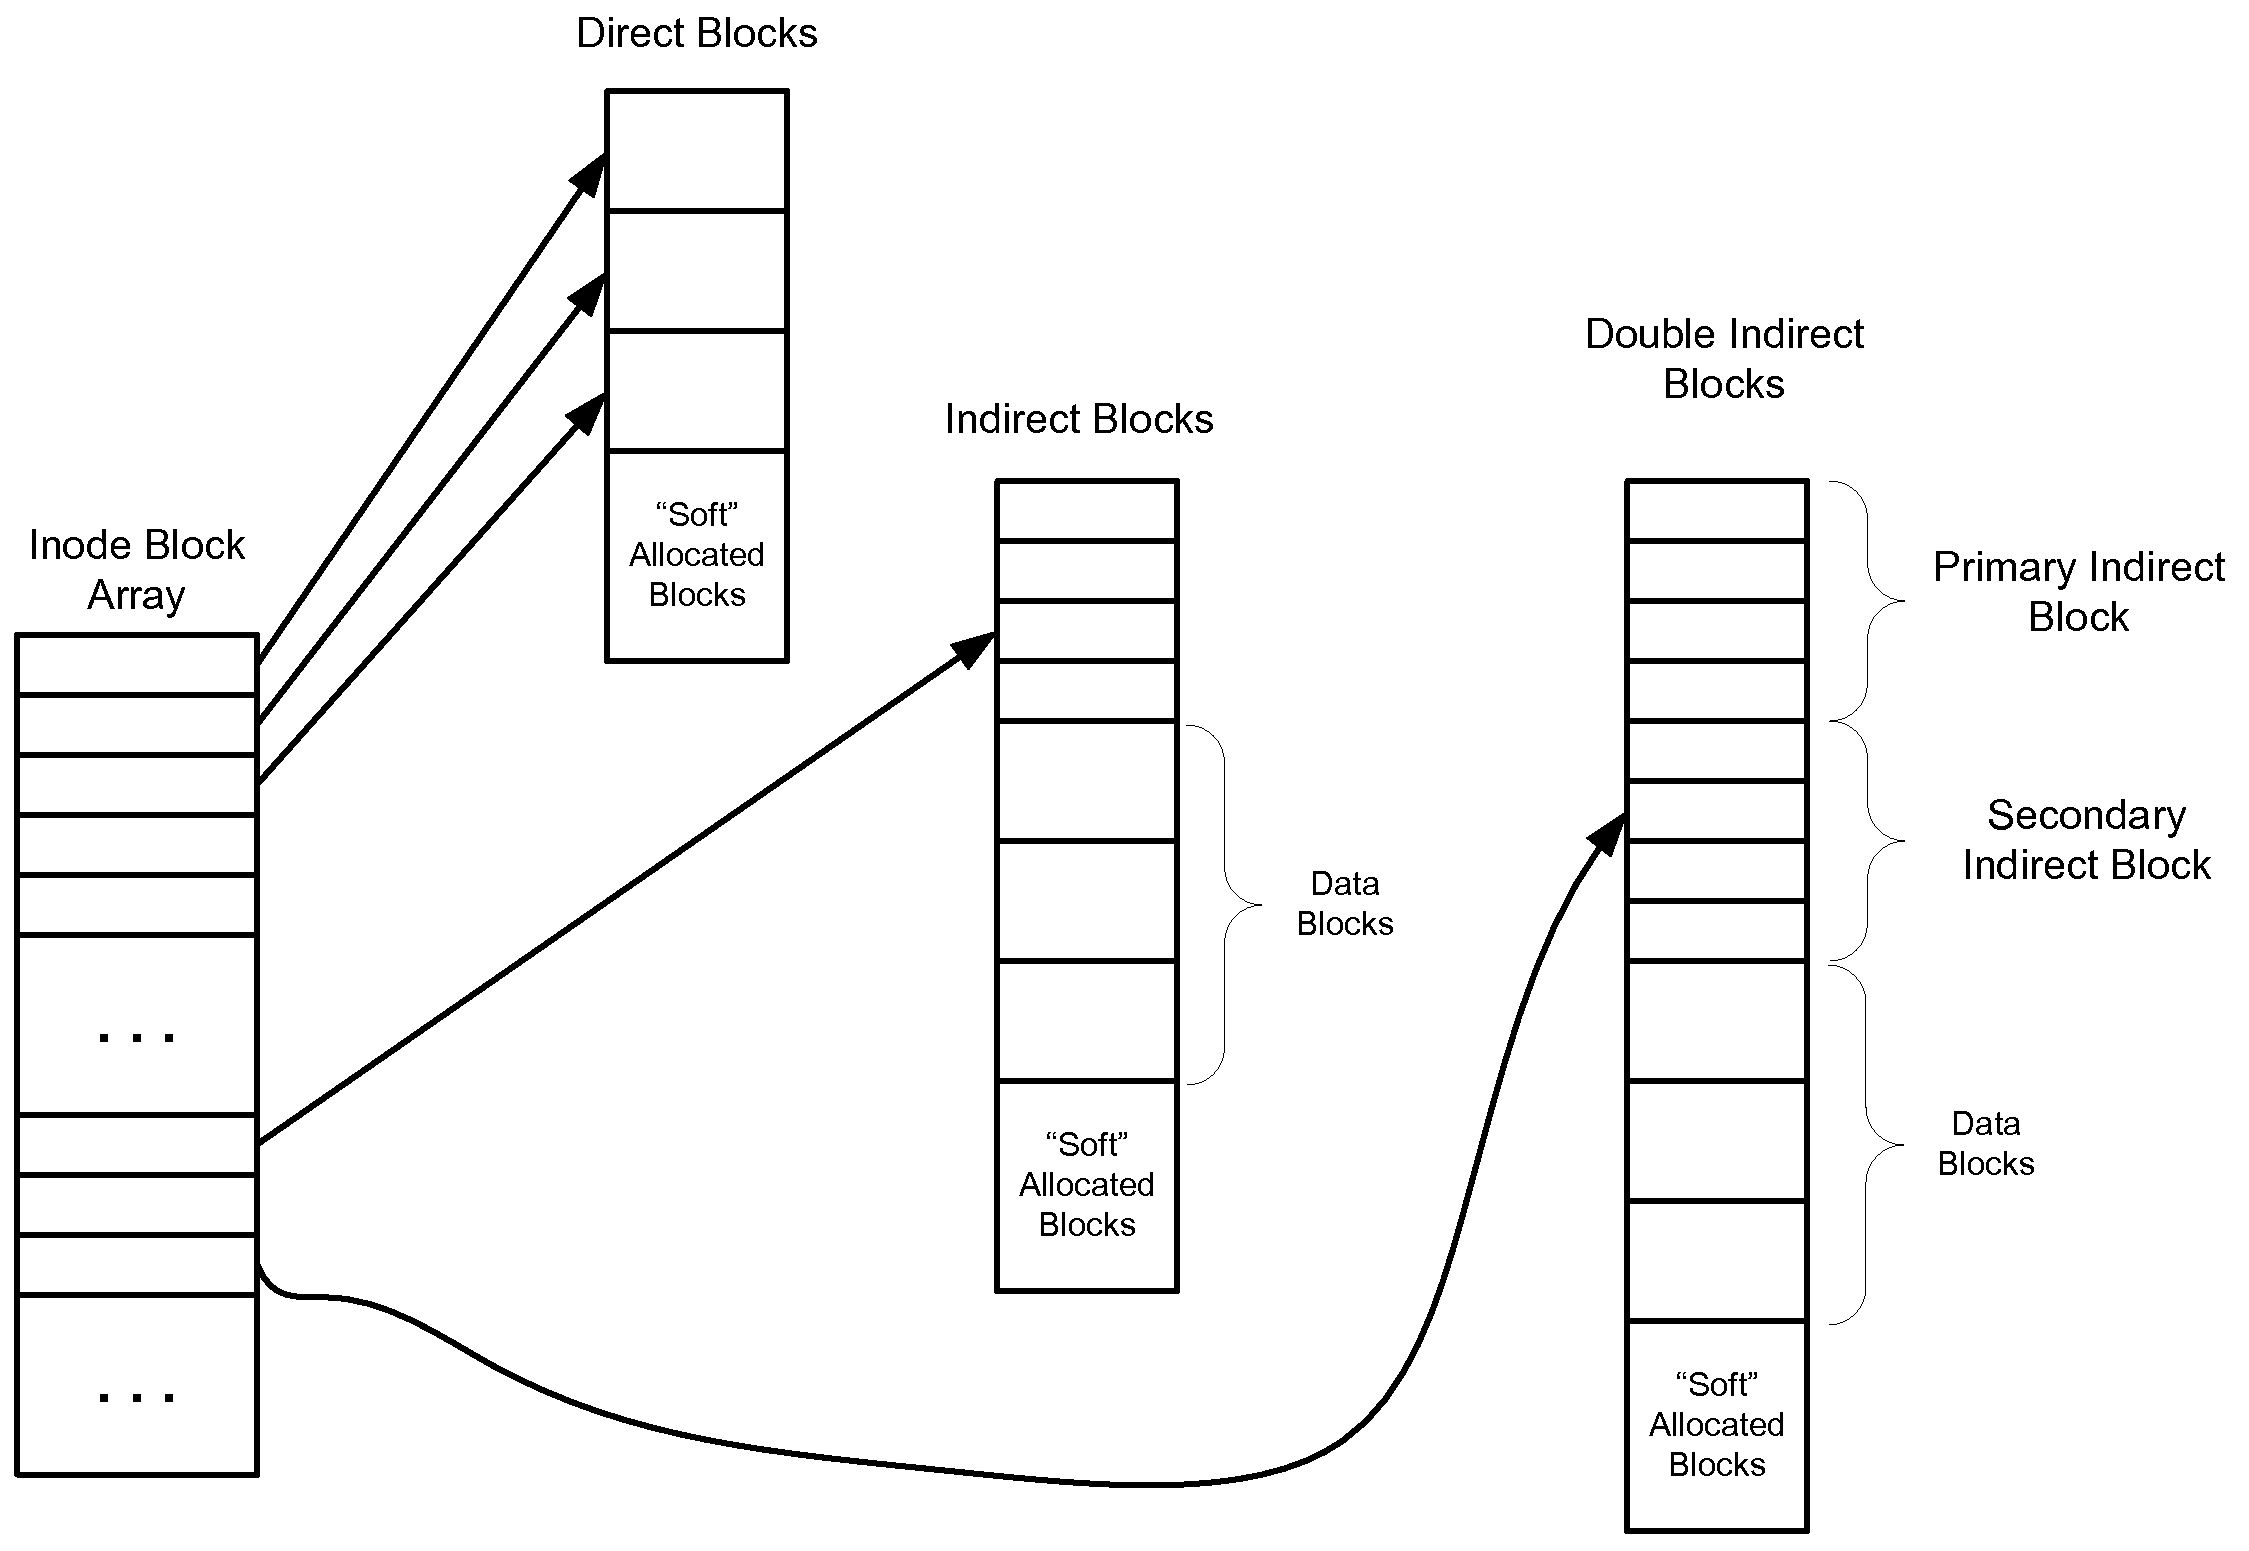 Direct Blocks
Double Indirect
Blocks
Indirect Blocks
“Soft”
Allocated
Blocks
Inode Block
Array
Primary Indirect
Block
Secondary
Indirect Block
Data
Blocks
. . .
“Soft”
Allocated
Blocks
Data
Blocks
. . .
“Soft”
Allocated
Blocks